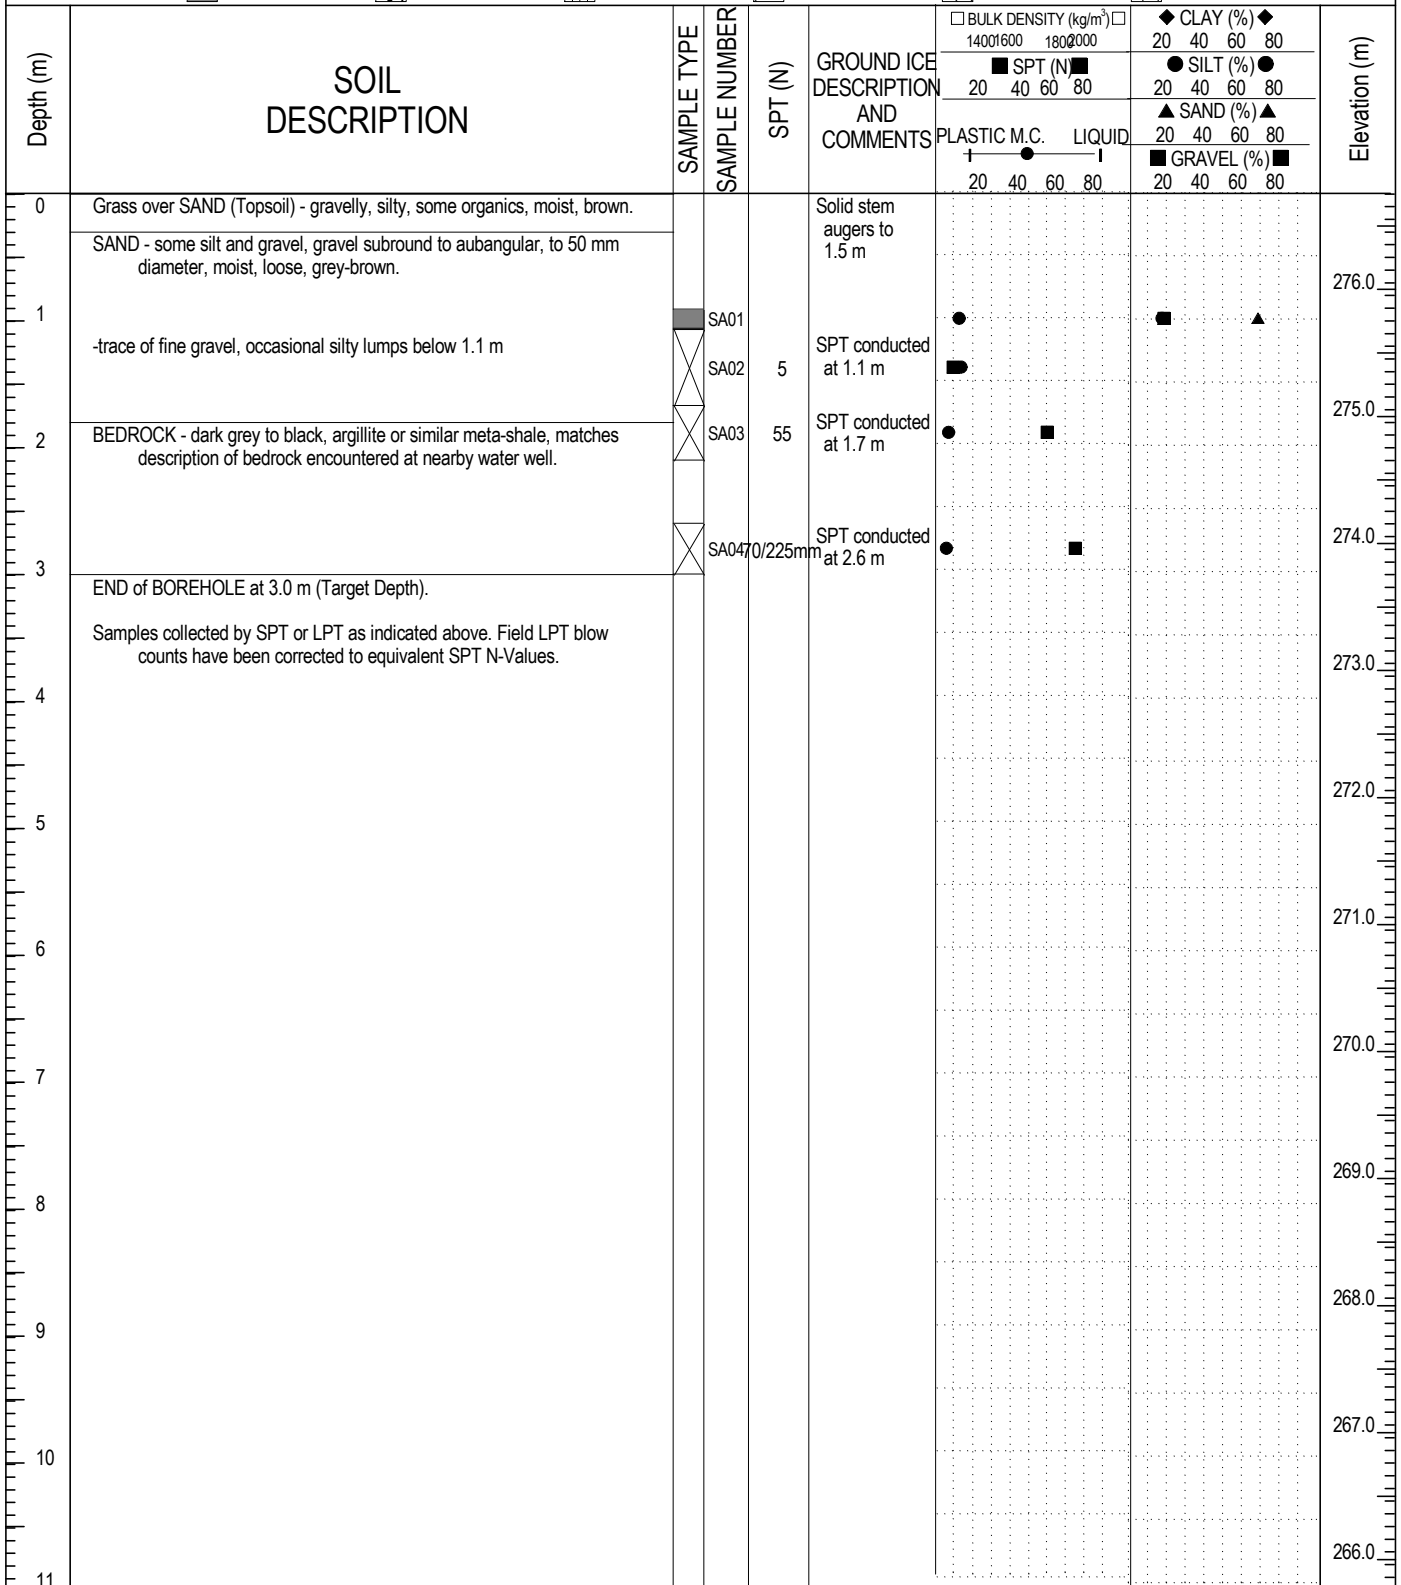 Depth (m)
SOIL
DESCRIPTION
SAMPLE TYPE
SAMPLE NUMBER
SPT (N)
GROUND ICE
DESCRIPTION
AND
COMMENTS
□ BULK DENSITY (kg/m³) □
1400 1600 1800 2000
■ SPT (N) ■
20 40 60 80
PLASTIC M.C. LIQUID
20 40 60 80
◆ CLAY (%) ◆
20 40 60 80
● SILT (%) ●
20 40 60 80
▲ SAND (%) ▲
20 40 60 80
■ GRAVEL (%) ■
20 40 60 80
Elevation (m)
0
Grass over SAND (Topsoil) - gravelly, silty, some organics, moist, brown.
Solid stem
augers to
1.5 m
SAND - some silt and gravel, gravel subround to aubangular, to 50 mm
diameter, moist, loose, grey-brown.
276.0
1
SA01
-trace of fine gravel, occasional silty lumps below 1.1 m
SA02 5
SPT conducted
at 1.1 m
275.0
BEDROCK - dark grey to black, argillite or similar meta-shale, matches
description of bedrock encountered at nearby water well.
2
SA03 55
SPT conducted
at 1.7 m
SA04 70/225mm
SPT conducted
at 2.6 m
274.0
3
END of BOREHOLE at 3.0 m (Target Depth).
Samples collected by SPT or LPT as indicated above. Field LPT blow
counts have been corrected to equivalent SPT N-Values.
273.0
4
272.0
5
271.0
6
270.0
7
269.0
8
268.0
9
267.0
10
266.0
11